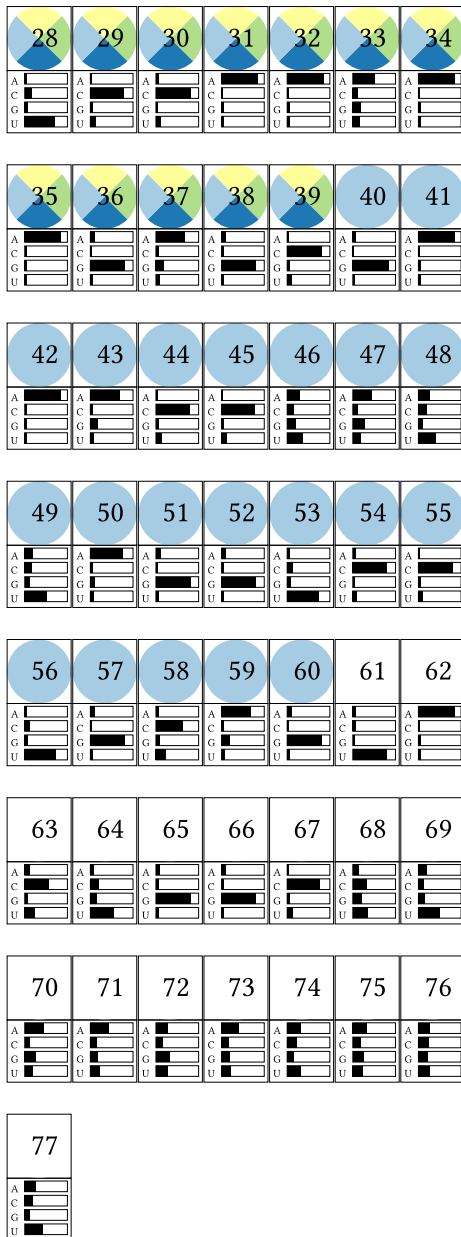 28 29 30 31 32 33 34
A A A A A A A
C C C C C C C
G G G G G G G
U U U U U U U
35 36 37 38 39 40 41
A A A A A A A
C C C C C C C
G G G G G G G
U U U U U U U
42 43 44 45 46 47 48
A A A A A A A
C C C C C C C
G G G G G G G
U U U U U U U
49 50 51 52 53 54 55
A A A A A A A
C C C C C C C
G G G G G G G
U U U U U U U
56 57 58 59 60 61 62
A A A A A A A
C C C C C C C
G G G G G G G
U U U U U U U
63 64 65 66 67 68 69
A A A A A A A
C C C C C C C
G G G G G G G
U U U U U U U
70 71 72 73 74 75 76
A A A A A A A
C C C C C C C
G G G G G G G
U U U U U U U
77
A
C
G
U